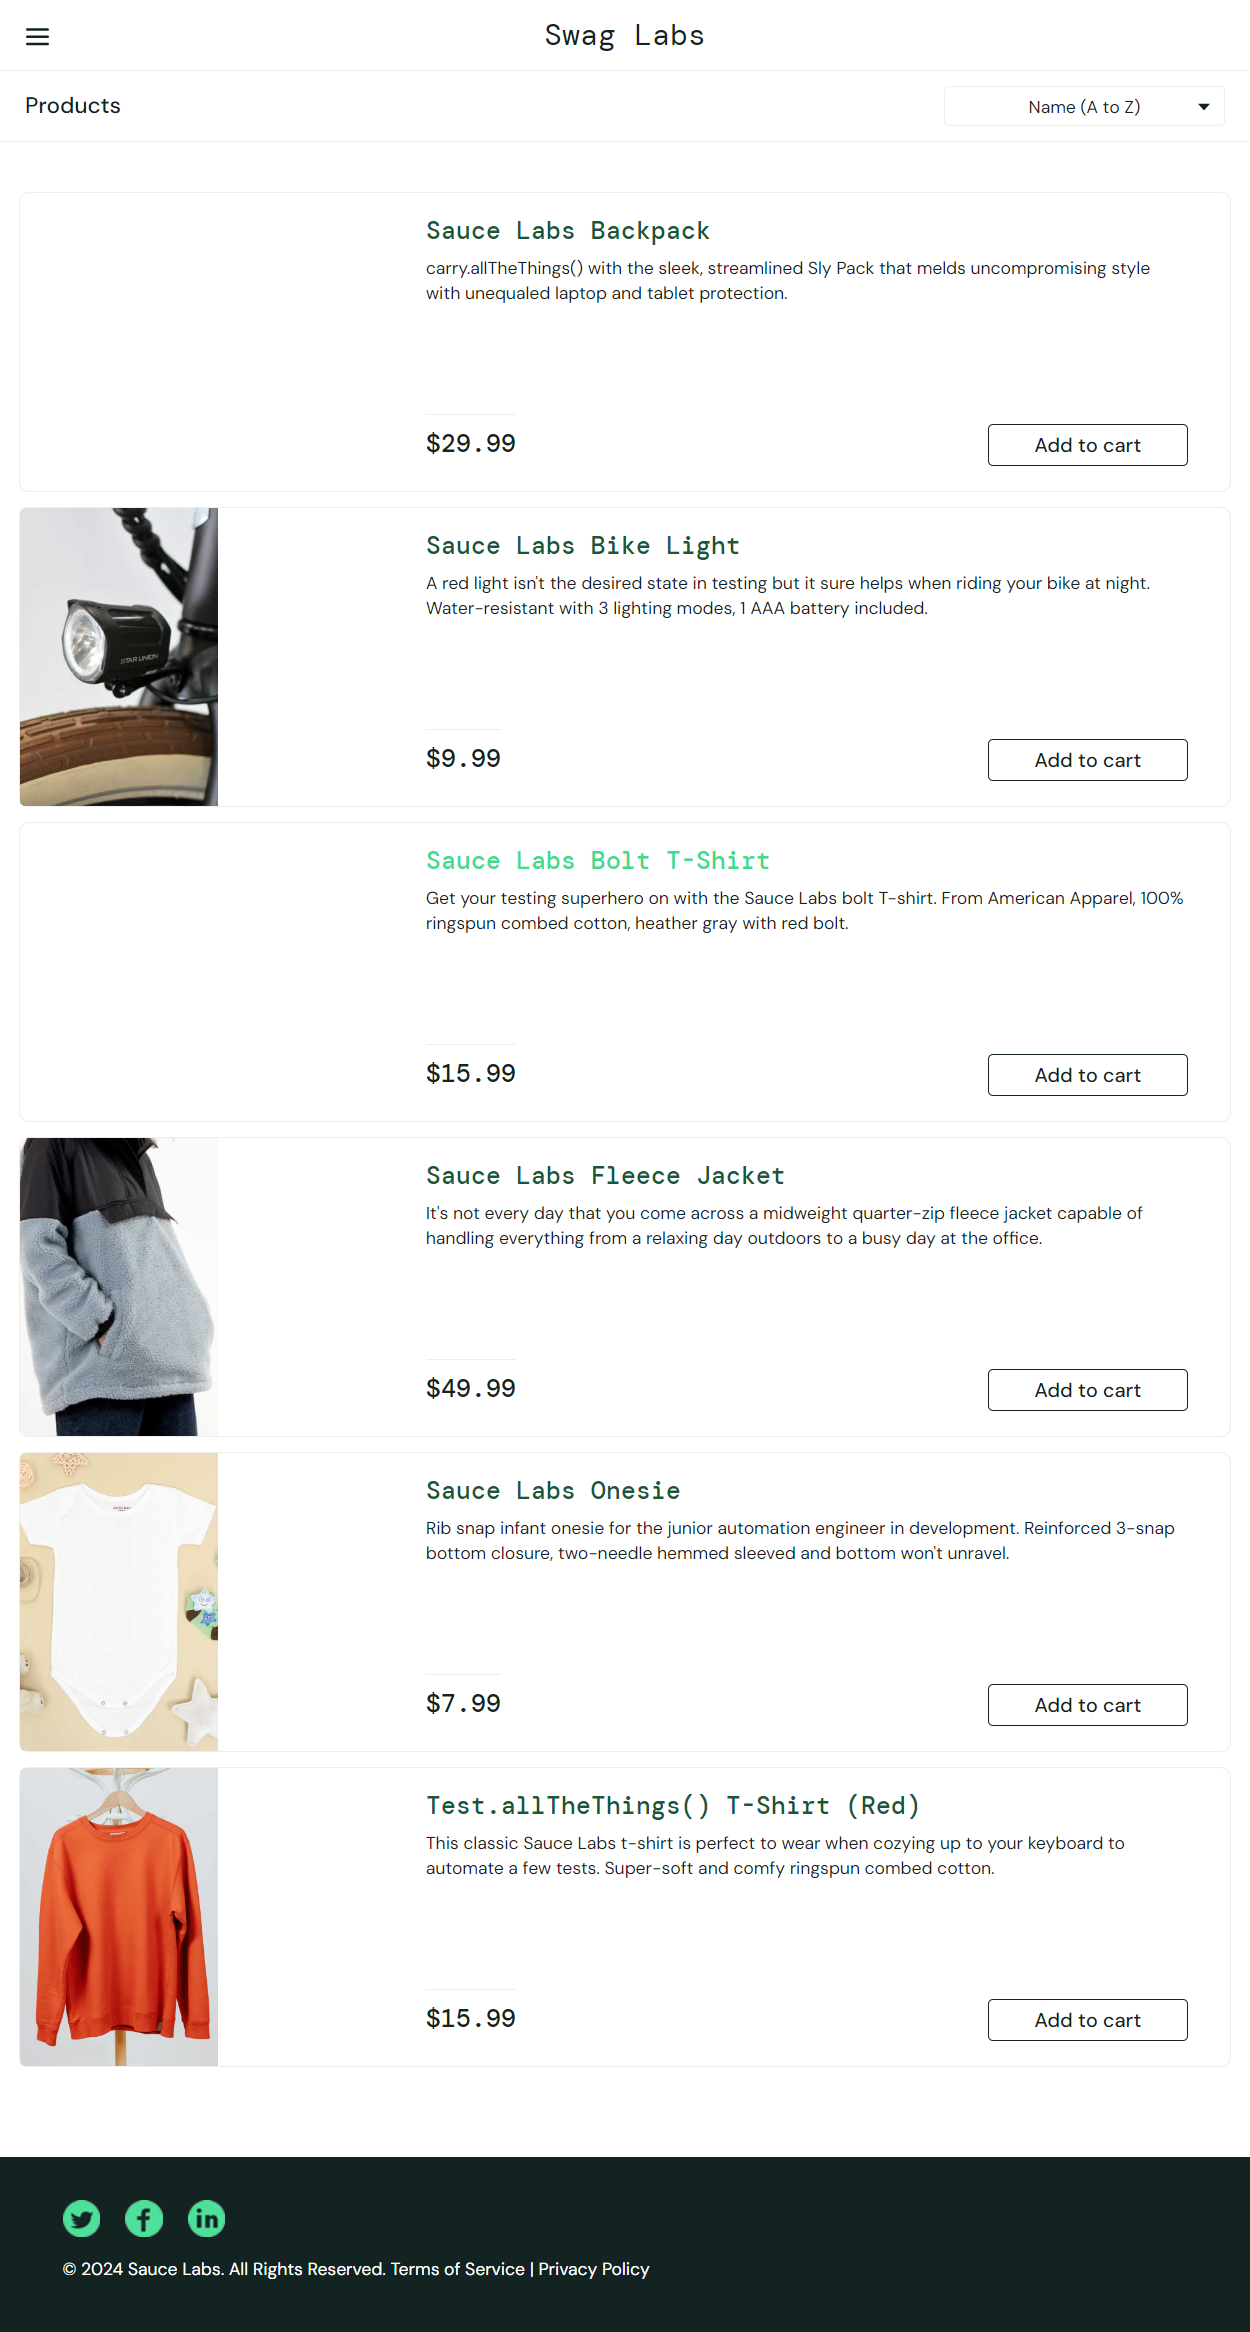 Swag Labs
Products
Name (A to Z)
Sauce Labs Backpack
carry.allTheThings() with the sleek, streamlined Sly Pack that melds uncompromising style
with unequaled laptop and tablet protection.
$29.99
Add to cart
Sauce Labs Bike Light
A red light isn't the desired state in testing but it sure helps when riding your bike at night.
Water-resistant with 3 lighting modes, 1 AAA battery included.
STAR UNION
$9.99
Add to cart
Sauce Labs Bolt T-Shirt
Get your testing superhero on with the Sauce Labs bolt T-shirt. From American Apparel, 100%
ringspun combed cotton, heather gray with red bolt.
$15.99
Add to cart
Sauce Labs Fleece Jacket
It's not every day that you come across a midweight quarter-zip fleece jacket capable of
handling everything from a relaxing day outdoors to a busy day at the office.
$49.99
Add to cart
Sauce Labs Onesie
Rib snap infant onesie for the junior automation engineer in development. Reinforced 3-snap
bottom closure, two-needle hemmed sleeved and bottom won't unravel.
$7.99
Add to cart
Test.allTheThings() T-Shirt (Red)
This classic Sauce Labs t-shirt is perfect to wear when cozying up to your keyboard to
automate a few tests. Super-soft and comfy ringspun combed cotton.
$15.99
Add to cart
© 2024 Sauce Labs. All Rights Reserved. Terms of Service | Privacy Policy